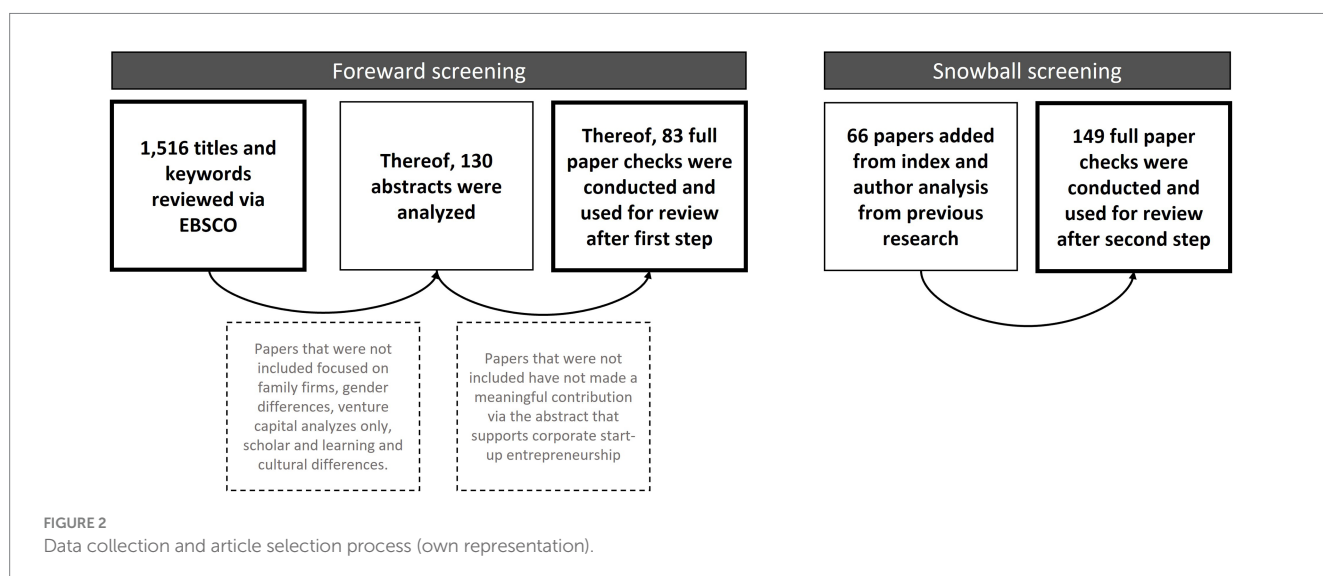 Foreward screening
Snowball screening
1,516 titles and
keywords
reviewed via
EBSCO
Thereof, 130
abstracts were
analyzed
Thereof, 83 full
paper checks were
conducted and
used for review
after first step
66 papers added
from index and
author analysis
from previous
research
149 full paper
checks were
conducted and
used for review
after second step
Papers that were not
included focused on
family firms, gender
differences, venture
capital analyzes only,
scholar and learning and
cultural differences.
Papers that were not
included have not made a
meaningful contribution
via the abstract that
supports corporate start-
up entrepreneurship
FIGURE 2
Data collection and article selection process (own representation).